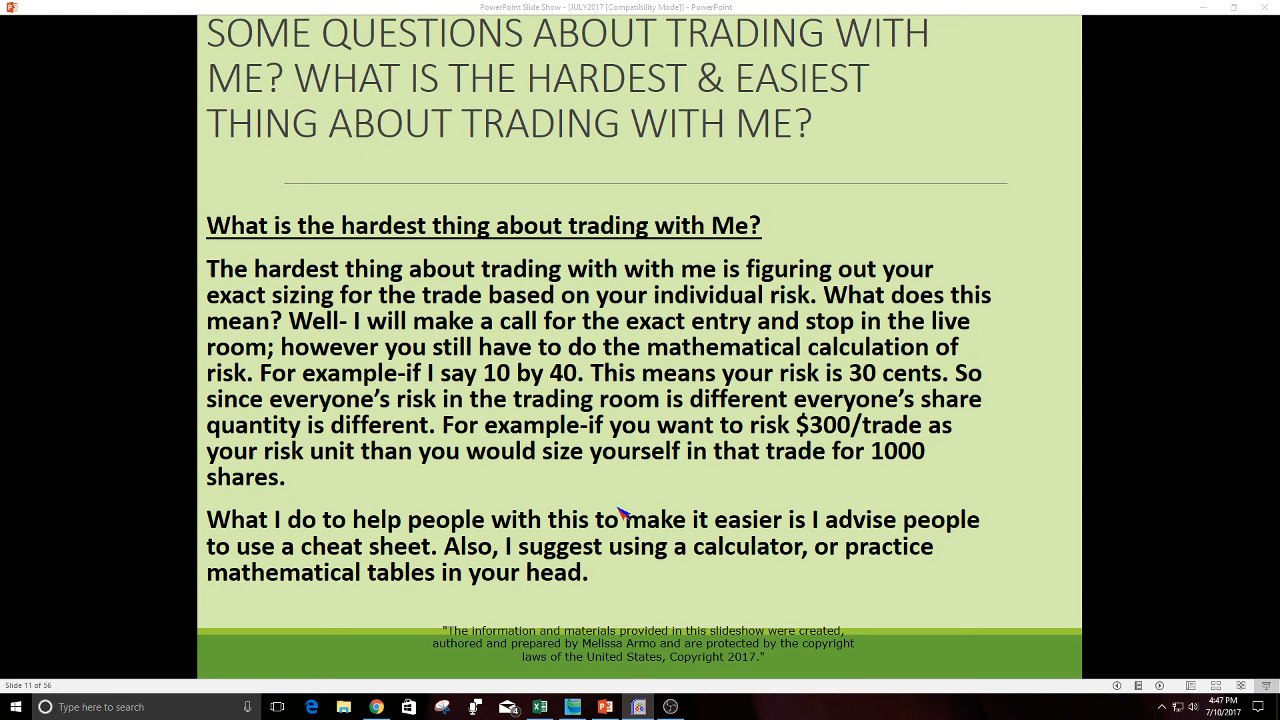 PowerPoint Slide Show - [JULY2017 [Compatibility Mode]] - PowerPoint
SOME QUESTIONS ABOUT TRADING WITH
ME? WHAT IS THE HARDEST & EASIEST
THING ABOUT TRADING WITH ME?
What is the hardest thing about trading with Me?
The hardest thing about trading with with me is figuring out your
exact sizing for the trade based on your individual risk. What does this
mean? Well- I will make a call for the exact entry and stop in the live
room; however you still have to do the mathematical calculation of
risk. For example-if I say 10 by 40. This means your risk is 30 cents. So
since everyone’s risk in the trading room is different everyone’s share
quantity is different. For example-if you want to risk $300/trade as
your risk unit than you would size yourself in that trade for 1000
shares.
What I do to help people with this to make it easier is I advise people
to use a cheat sheet. Also, I suggest using a calculator, or practice
mathematical tables in your head.
"The information and materials provided in this slideshow were created,
authored and prepared by Melissa Armo and are protected by the copyright
laws of the United States, Copyright 2017."
Slide 11 of 56
Type here to search
4
4:47 PM
7/10/2017